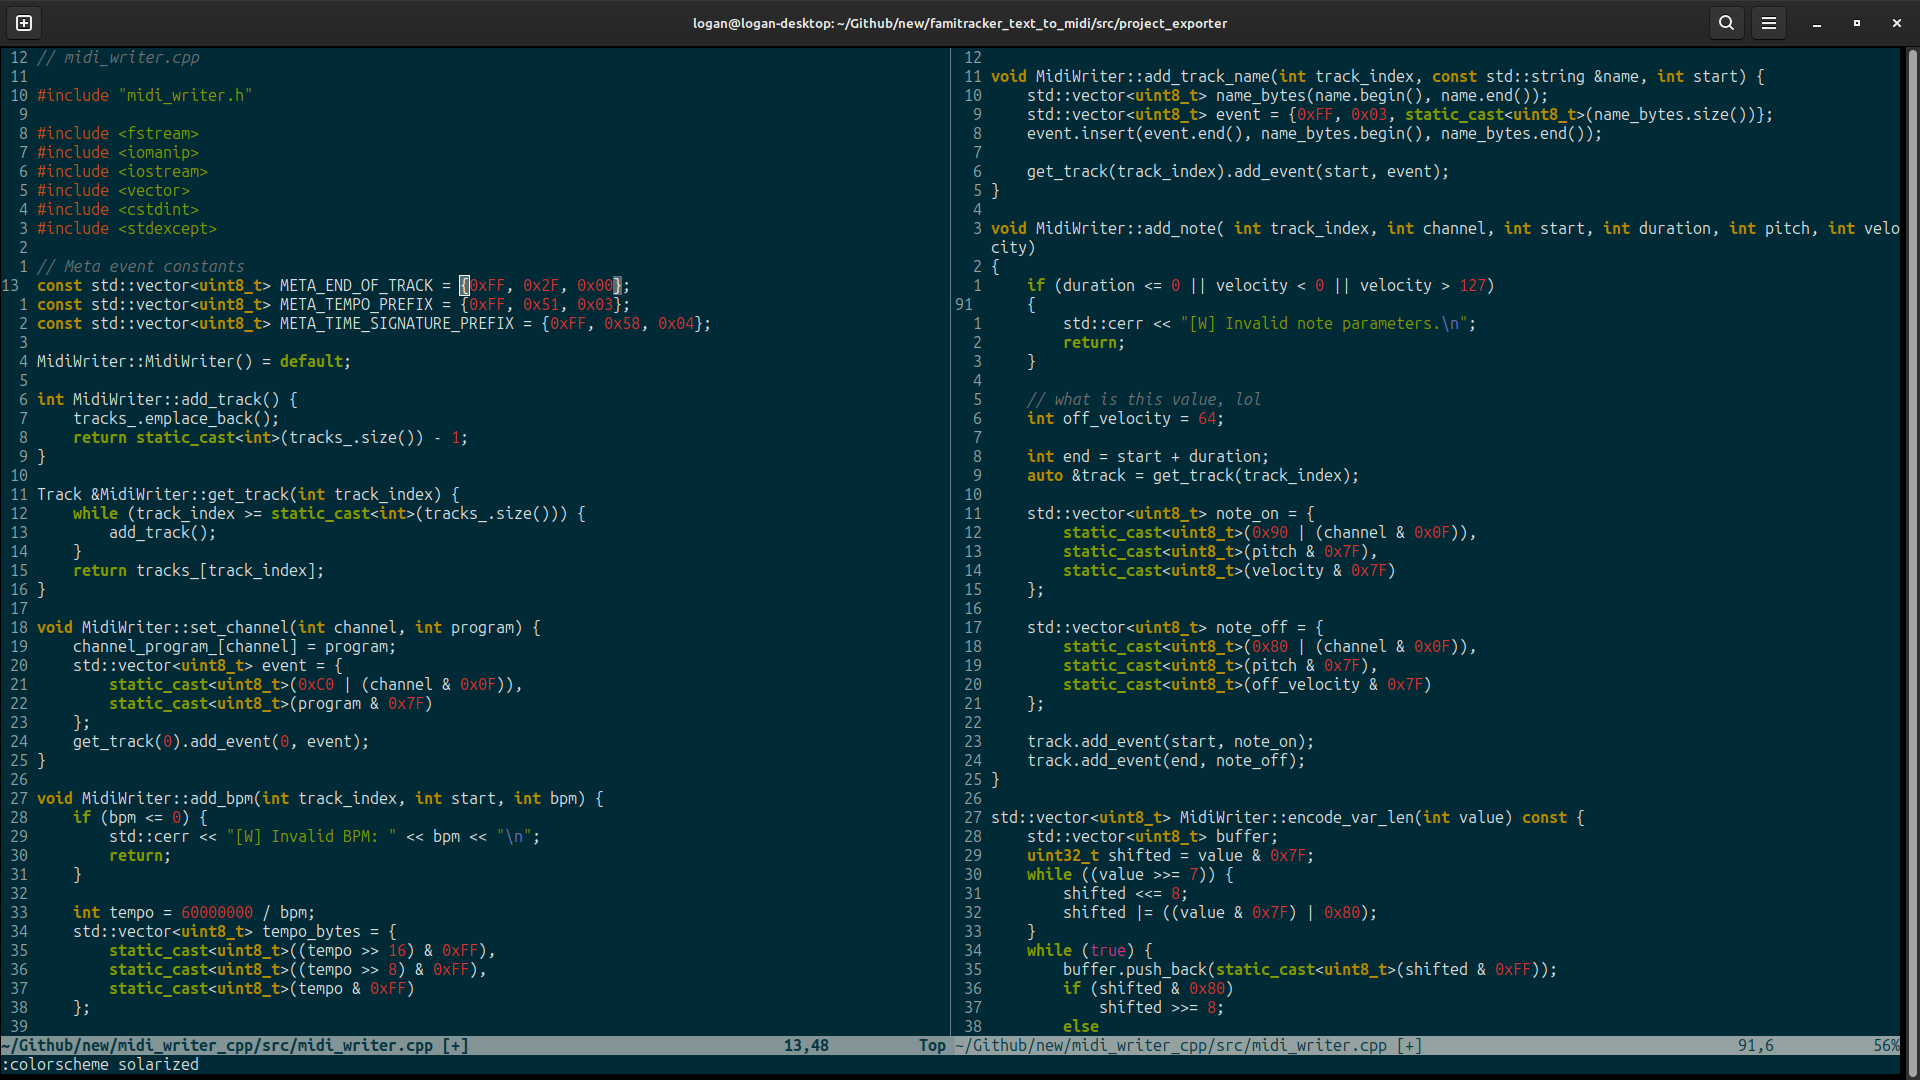 logan@logan-desktop: ~/Github/new/famitracker_text_to_midi/src/project_exporter
12 // midi_writer.cpp
11
10 #include "midi_writer.h"
9
8 #include <fstream>
7 #include <iomanip>
6 #include <iostream>
5 #include <vector>
4 #include <cstdint>
3 #include <stdexcept>
2
1 // Meta event constants
13 const std::vector<uint8_t> META_END_OF_TRACK = {0xFF, 0x2F, 0x00};
1 const std::vector<uint8_t> META_TEMPO_PREFIX = {0xFF, 0x51, 0x03};
2 const std::vector<uint8_t> META_TIME_SIGNATURE_PREFIX = {0xFF, 0x58, 0x04};
3
4 MidiWriter::MidiWriter() = default;
5
6 int MidiWriter::add_track() {
7     tracks_.emplace_back();
8     return static_cast<int>(tracks_.size()) - 1;
9 }
10
11 Track &MidiWriter::get_track(int track_index) {
12     while (track_index >= static_cast<int>(tracks_.size())) {
13         add_track();
14     }
15     return tracks_[track_index];
16 }
17
18 void MidiWriter::set_channel(int channel, int program) {
19     channel_program_[channel] = program;
20     std::vector<uint8_t> event = {
21         static_cast<uint8_t>(0xC0 | (channel & 0x0F)),
22         static_cast<uint8_t>(program & 0x7F)
23     };
24     get_track(0).add_event(0, event);
25 }
26
27 void MidiWriter::add_bpm(int track_index, int start, int bpm) {
28     if (bpm <= 0) {
29         std::cerr << "[W] Invalid BPM: " << bpm << "\n";
30         return;
31     }
32
33     int tempo = 60000000 / bpm;
34     std::vector<uint8_t> tempo_bytes = {
35         static_cast<uint8_t>((tempo >> 16) & 0xFF),
36         static_cast<uint8_t>((tempo >> 8) & 0xFF),
37         static_cast<uint8_t>(tempo & 0xFF)
38     };
39
~/Github/new/midi_writer_cpp/src/midi_writer.cpp [+] 13,48 Top
12
11 void MidiWriter::add_track_name(int track_index, const std::string &name, int start) {
10     std::vector<uint8_t> name_bytes(name.begin(), name.end());
9     std::vector<uint8_t> event = {0xFF, 0x03, static_cast<uint8_t>(name_bytes.size())};
8     event.insert(event.end(), name_bytes.begin(), name_bytes.end());
7
6     get_track(track_index).add_event(start, event);
5 }
4
3 void MidiWriter::add_note( int track_index, int channel, int start, int duration, int pitch, int velo
city)
2 {
1     if (duration <= 0 || velocity < 0 || velocity > 127)
91     {
1         std::cerr << "[W] Invalid note parameters.\n";
2         return;
3     }
4
5     // what is this value, lol
6     int off_velocity = 64;
7
8     int end = start + duration;
9     auto &track = get_track(track_index);
10
11     std::vector<uint8_t> note_on = {
12         static_cast<uint8_t>(0x90 | (channel & 0x0F)),
13         static_cast<uint8_t>(pitch & 0x7F),
14         static_cast<uint8_t>(velocity & 0x7F)
15     };
16
17     std::vector<uint8_t> note_off = {
18         static_cast<uint8_t>(0x80 | (channel & 0x0F)),
19         static_cast<uint8_t>(pitch & 0x7F),
20         static_cast<uint8_t>(off_velocity & 0x7F)
21     };
22
23     track.add_event(start, note_on);
24     track.add_event(end, note_off);
25 }
26
27 std::vector<uint8_t> MidiWriter::encode_var_len(int value) const {
28     std::vector<uint8_t> buffer;
29     uint32_t shifted = value & 0x7F;
30     while ((value >>= 7)) {
31         shifted <<= 8;
32         shifted |= ((value & 0x7F) | 0x80);
33     }
34     while (true) {
35         buffer.push_back(static_cast<uint8_t>(shifted & 0xFF));
36         if (shifted & 0x80)
37             shifted >>= 8;
38         else
~/Github/new/midi_writer_cpp/src/midi_writer.cpp [+] 91,6 56%
:colorscheme solarized